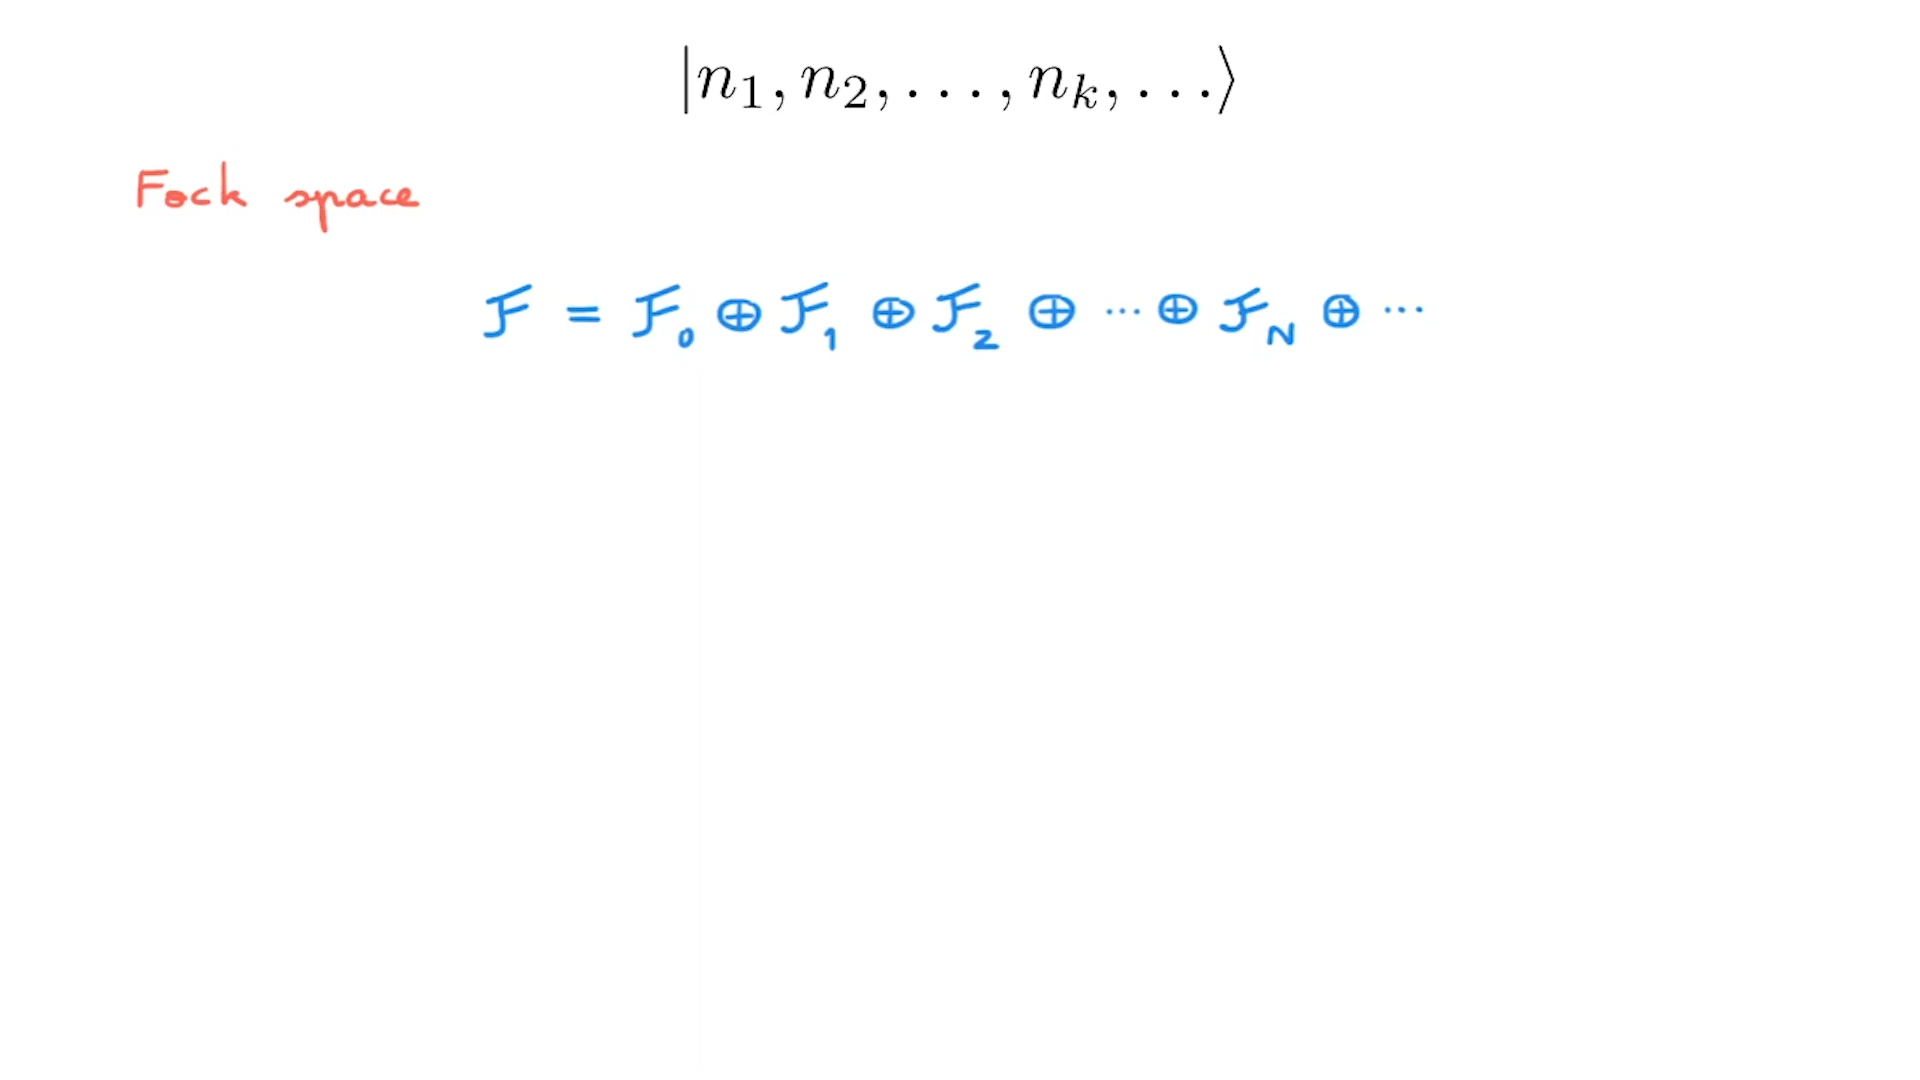 |n₁, n₂, . . . , nₖ, . . .⟩
Fock space
ℱ = ℱ₀ ⊕ ℱ₁ ⊕ ℱ₂ ⊕ ··· ⊕ ℱ_N ⊕ ···